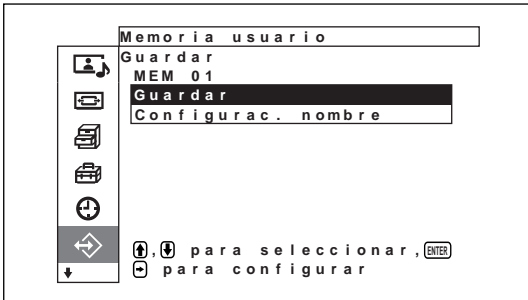 Memoria usuario
Guardar
MEM 01
Guardar
Configurac. nombre
, para seleccionar, ENTER
para configurar